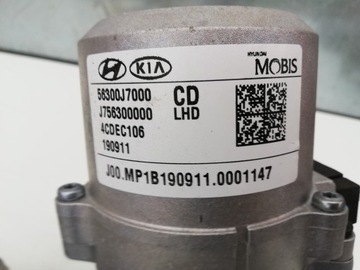 KIA
HYUNDAI
MOBIS
56300J7000 CD
J756300000 LHD
4CDEC106
190911
J00.MP1B190911.0001147